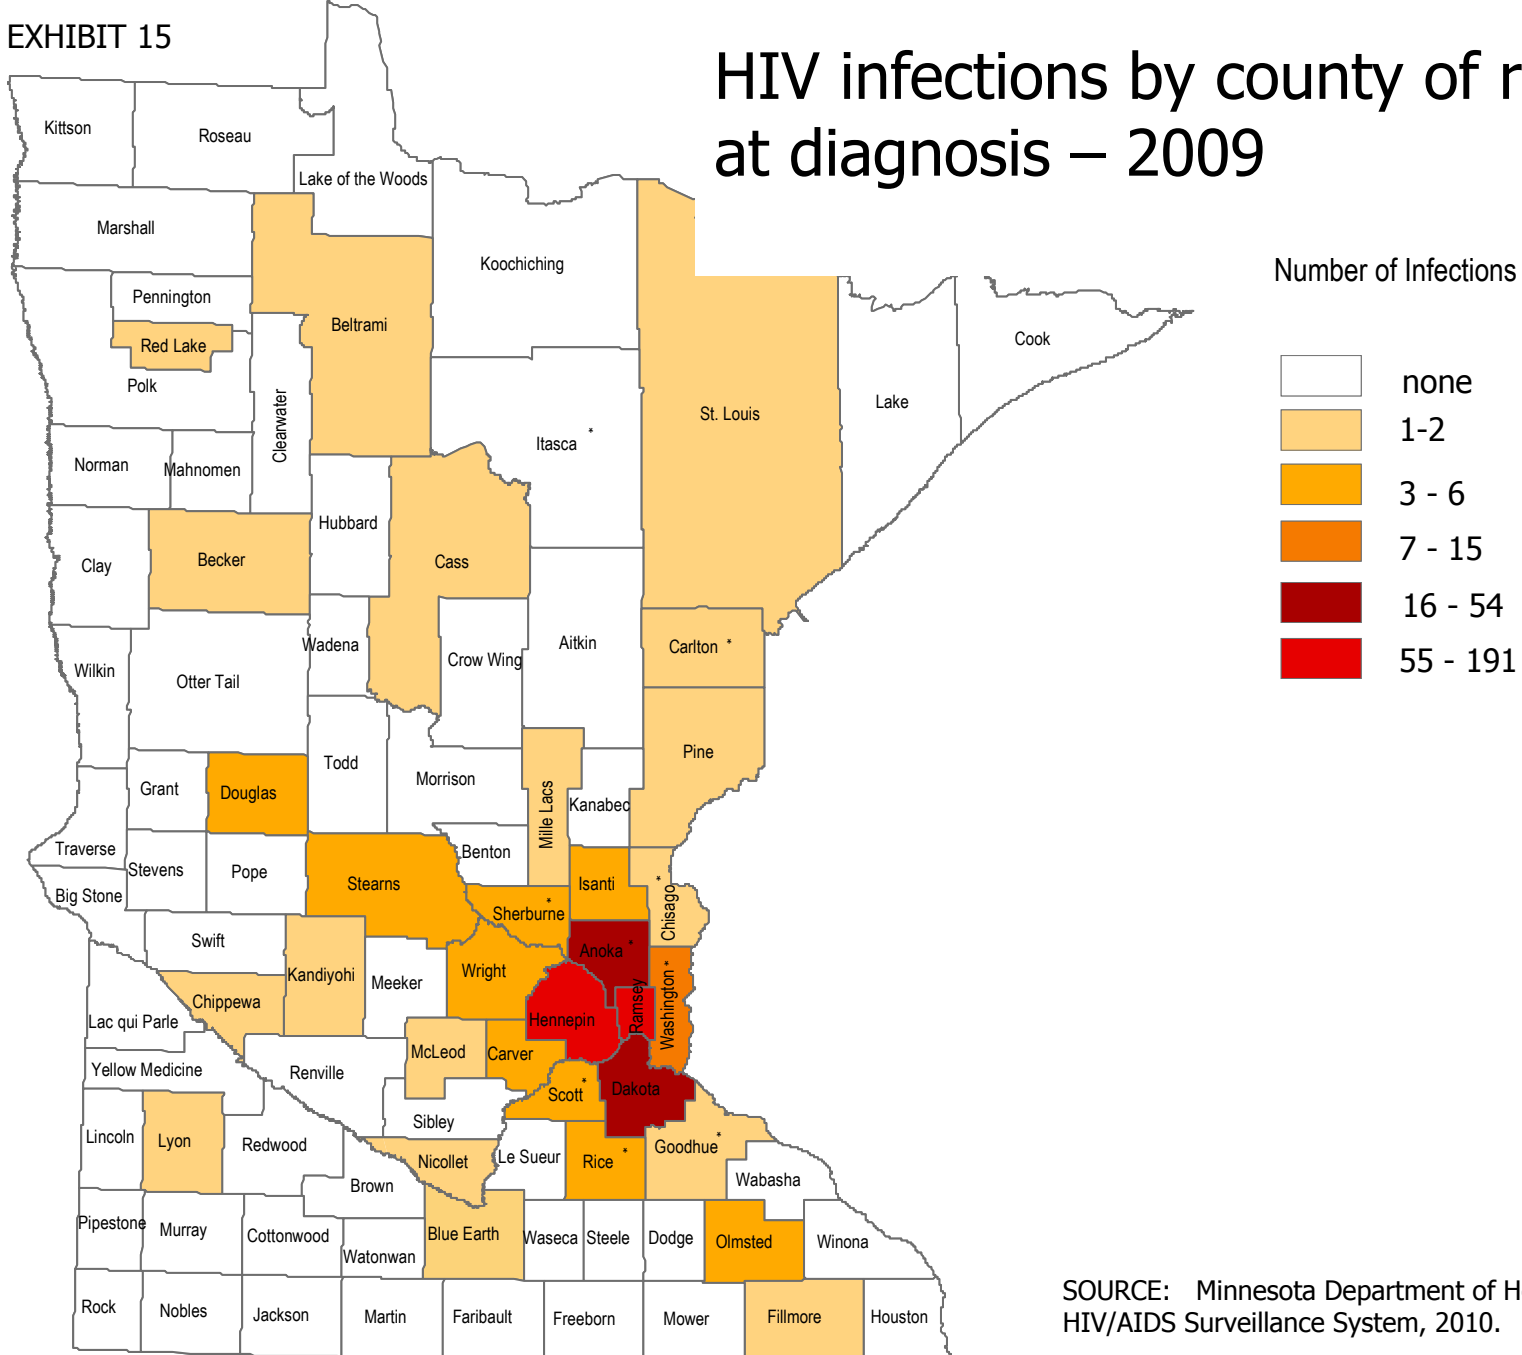 EXHIBIT 15
HIV infections by county of r
at diagnosis – 2009
Number of Infections
none
1-2
3 - 6
7 - 15
16 - 54
55 - 191
Kittson
Roseau
Lake of the Woods
Marshall
Koochiching
Pennington
Beltrami
Red Lake
Cook
Polk
Clearwater
Lake
St. Louis
Itasca *
Norman
Mahnomen
Hubbard
Becker
Cass
Clay
Aitkin
Wadena
Carlton *
Crow Wing
Wilkin
Otter Tail
Pine
Todd
Morrison
Grant
Douglas
Mille Lacs
Kanabec
Traverse
Benton
Stevens
Pope
Stearns
Isanti
Big Stone
Sherburne *
Chisago *
Swift
Anoka *
Kandiyohi
Wright
Meeker
Chippewa
Ramsey
Washington *
Lac qui Parle
Hennepin
McLeod
Carver
Yellow Medicine
Renville
Scott *
Dakota
Sibley
Lincoln
Lyon
Redwood
Nicollet
Le Sueur
Rice *
Goodhue *
Brown
Wabasha
Pipestone
Murray
Cottonwood
Watonwan
Blue Earth
Waseca
Steele
Dodge
Olmsted
Winona
Rock
Nobles
Jackson
Martin
Faribault
Freeborn
Mower
Fillmore
Houston
SOURCE: Minnesota Department of H
HIV/AIDS Surveillance System, 2010.